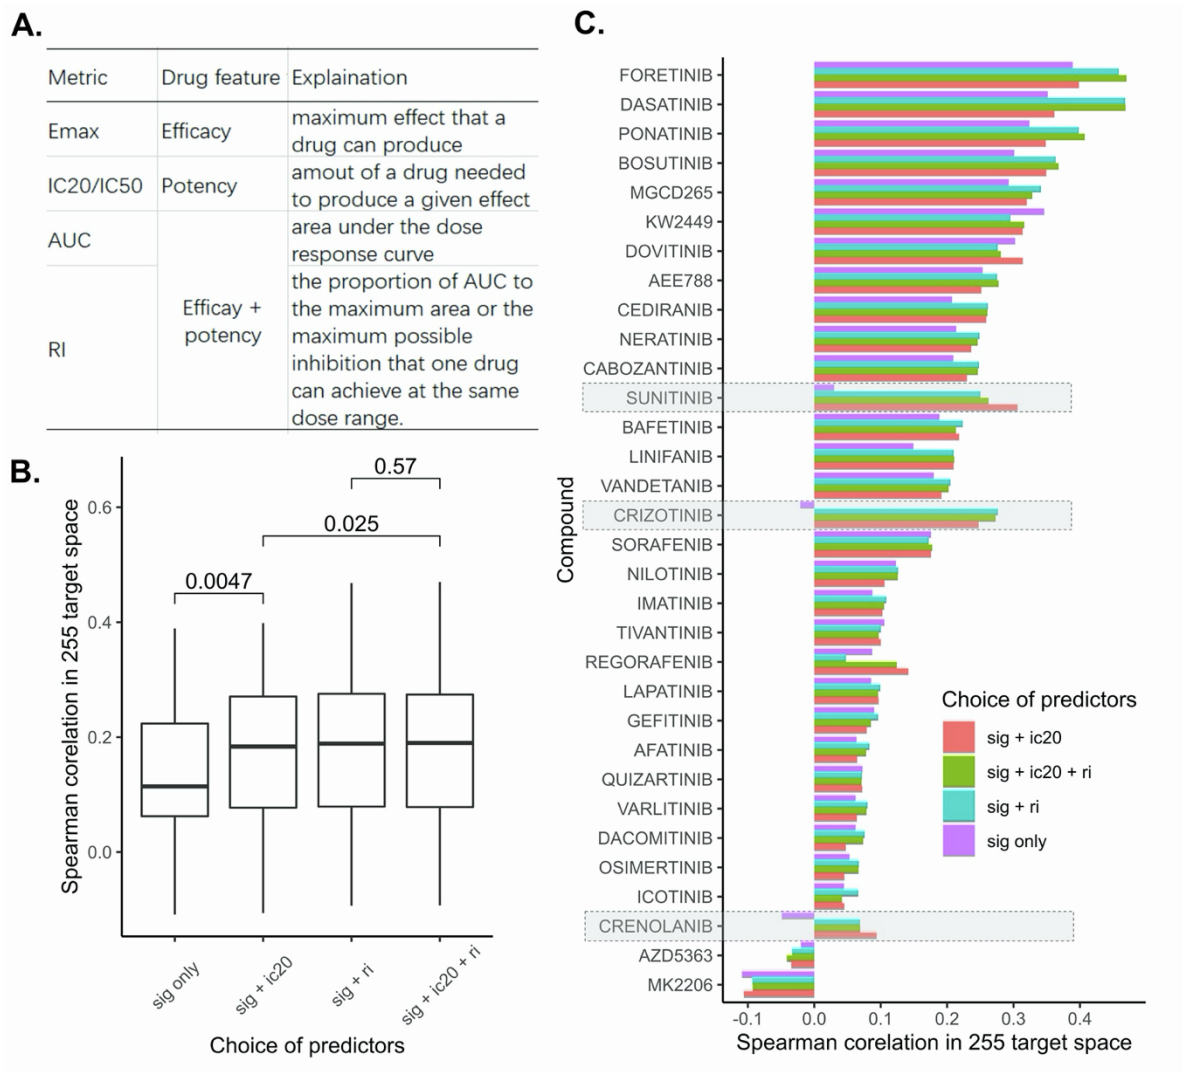 A.
Metric Drug feature Explaination
Emax Efficacy maximum effect that a
drug can produce
IC20/IC50 Potency amout of a drug needed
to produce a given effect
AUC area under the dose
response curve
RI Efficay +
potency
the proportion of AUC to
the maximum area or the
maximum possible
inhibition that one drug
can achieve at the same
dose range.
B.
Spearman corelation in 255 target space
0.6
0.4
0.2
0.0
0.57
0.025
0.0047
sig only
sig + ic20
sig + ri
sig + ic20 + ri
Choice of predictors
C.
Compound
FORETINIB
DASATINIB
PONATINIB
BOSUTINIB
MGCD265
KW2449
DOVITINIB
AEE788
CEDIRANIB
NERATINIB
CABOZANTINIB
SUNITINIB
BAFETINIB
LINIFANIB
VANDETANIB
CRIZOTINIB
SORAFENIB
NILOTINIB
IMATINIB
TIVANTINIB
REGORAFENIB
LAPATINIB
GEFITINIB
AFATINIB
QUIZARTINIB
VARLITINIB
DACOMITINIB
OSIMERTINIB
ICOTINIB
CRENOLANIB
AZD5363
MK2206
-0.1 0.0 0.1 0.2 0.3 0.4
Spearman corelation in 255 target space
Choice of predictors
sig + ic20
sig + ic20 + ri
sig + ri
sig only